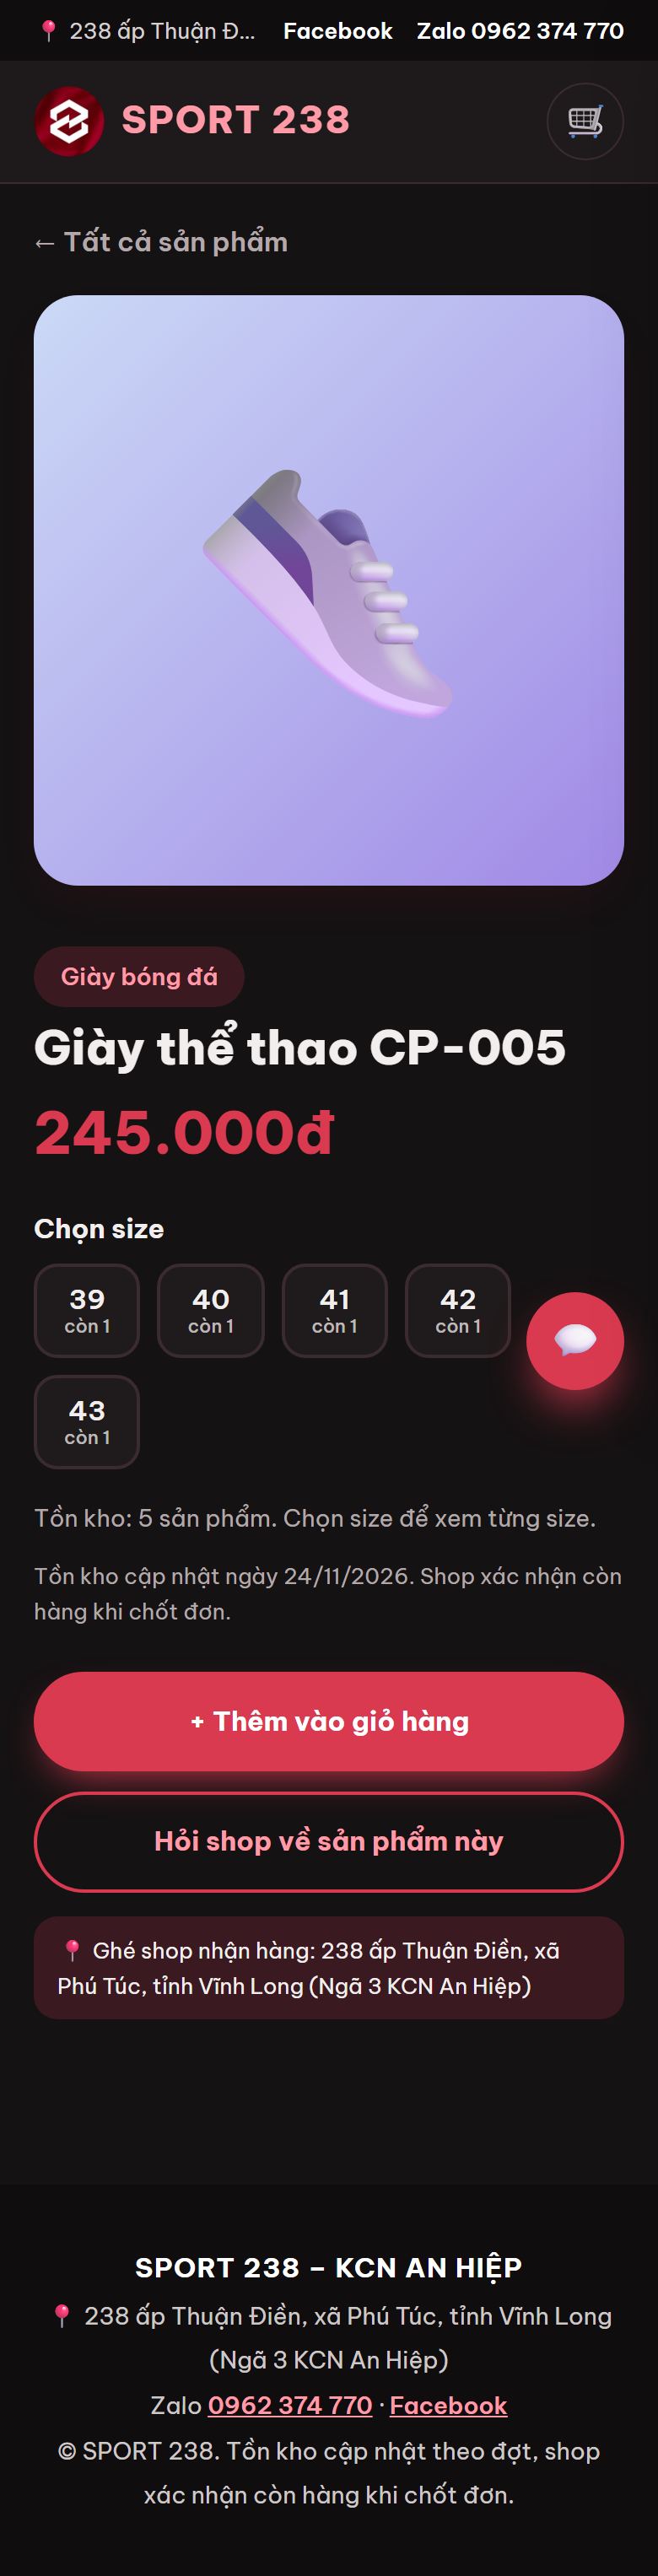 📍 238 ấp Thuận Đ... Facebook Zalo 0962 374 770
SPORT 238
← Tất cả sản phẩm
Giày bóng đá
Giày thể thao CP-005
245.000đ
Chọn size
39 40 41 42
còn 1 còn 1 còn 1 còn 1
43
còn 1
Tồn kho: 5 sản phẩm. Chọn size để xem từng size.
Tồn kho cập nhật ngày 24/11/2026. Shop xác nhận còn
hàng khi chốt đơn.
+ Thêm vào giỏ hàng
Hỏi shop về sản phẩm này
📍 Ghé shop nhận hàng: 238 ấp Thuận Điền, xã
Phú Túc, tỉnh Vĩnh Long (Ngã 3 KCN An Hiệp)
SPORT 238 – KCN AN HIỆP
📍 238 ấp Thuận Điền, xã Phú Túc, tỉnh Vĩnh Long
(Ngã 3 KCN An Hiệp)
Zalo 0962 374 770 · Facebook
© SPORT 238. Tồn kho cập nhật theo đợt, shop
xác nhận còn hàng khi chốt đơn.